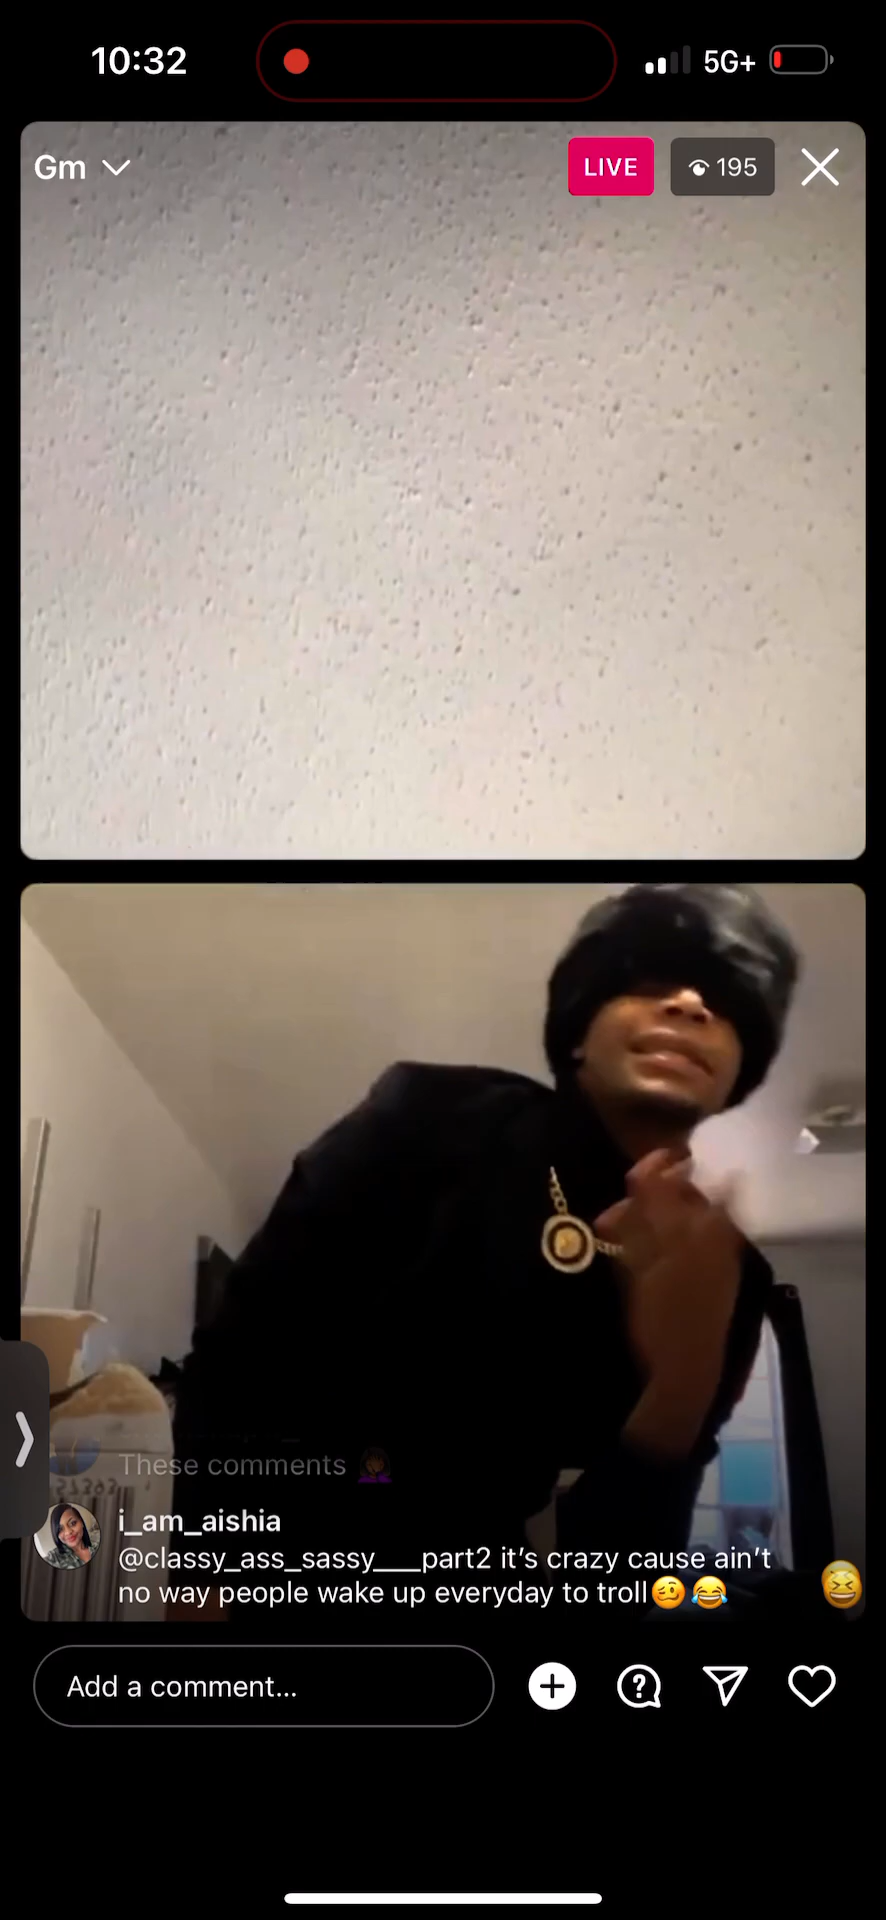 10:32
5G+
Gm
LIVE
195
These comments 🤦🏾‍♀️
i_am_aishia
@classy_ass_sassy___part2 it’s crazy cause ain’t
no way people wake up everyday to troll🥴😂
Add a comment...